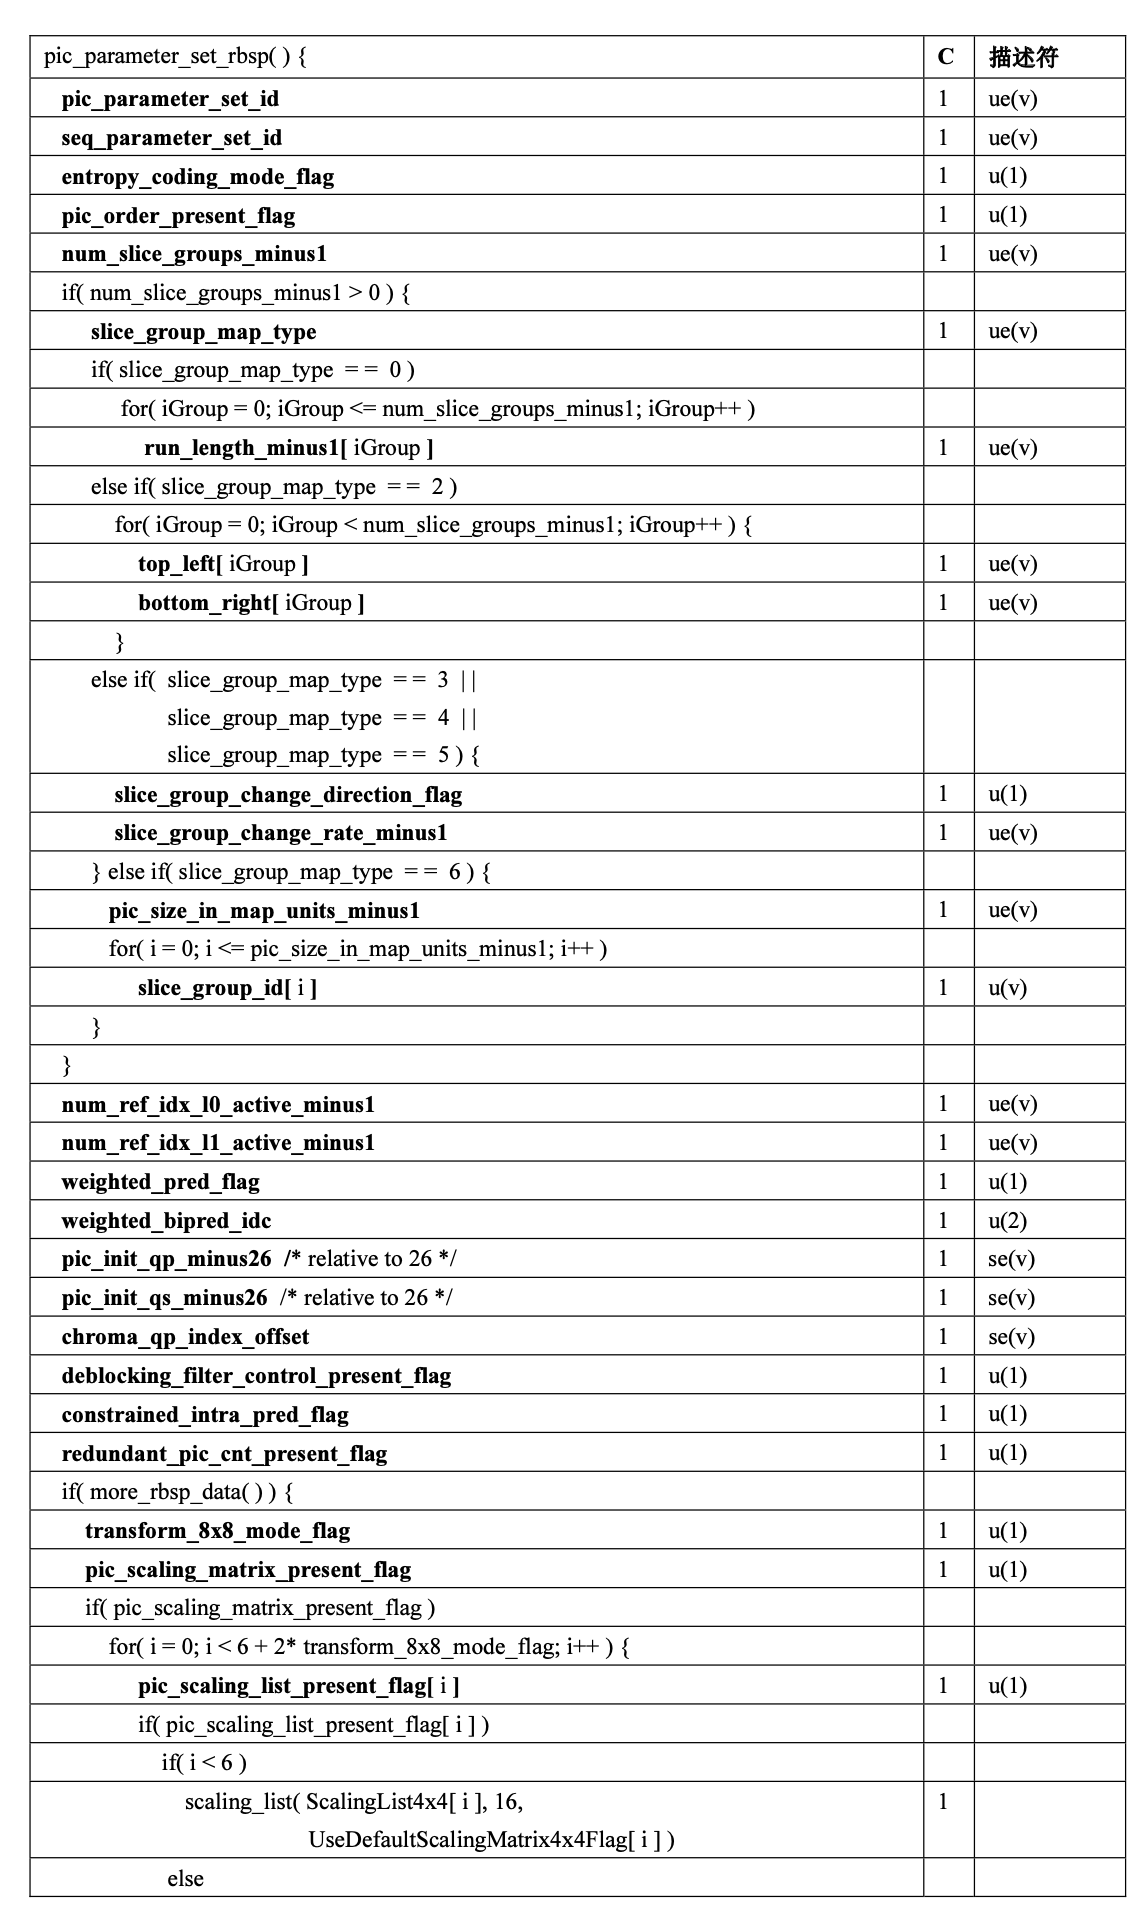 pic_parameter_set_rbsp( ) { C 描述符
pic_parameter_set_id 1 ue(v)
seq_parameter_set_id 1 ue(v)
entropy_coding_mode_flag 1 u(1)
pic_order_present_flag 1 u(1)
num_slice_groups_minus1 1 ue(v)
if( num_slice_groups_minus1 > 0 ) {
slice_group_map_type 1 ue(v)
if( slice_group_map_type = = 0 )
for( iGroup = 0; iGroup <= num_slice_groups_minus1; iGroup++ )
run_length_minus1[ iGroup ] 1 ue(v)
else if( slice_group_map_type = = 2 )
for( iGroup = 0; iGroup < num_slice_groups_minus1; iGroup++ ) {
top_left[ iGroup ] 1 ue(v)
bottom_right[ iGroup ] 1 ue(v)
}
else if( slice_group_map_type = = 3 | |
slice_group_map_type = = 4 | |
slice_group_map_type = = 5 ) {
slice_group_change_direction_flag 1 u(1)
slice_group_change_rate_minus1 1 ue(v)
} else if( slice_group_map_type = = 6 ) {
pic_size_in_map_units_minus1 1 ue(v)
for( i = 0; i <= pic_size_in_map_units_minus1; i++ )
slice_group_id[ i ] 1 u(v)
}
}
num_ref_idx_l0_active_minus1 1 ue(v)
num_ref_idx_l1_active_minus1 1 ue(v)
weighted_pred_flag 1 u(1)
weighted_bipred_idc 1 u(2)
pic_init_qp_minus26 /* relative to 26 */ 1 se(v)
pic_init_qs_minus26 /* relative to 26 */ 1 se(v)
chroma_qp_index_offset 1 se(v)
deblocking_filter_control_present_flag 1 u(1)
constrained_intra_pred_flag 1 u(1)
redundant_pic_cnt_present_flag 1 u(1)
if( more_rbsp_data( ) ) {
transform_8x8_mode_flag 1 u(1)
pic_scaling_matrix_present_flag 1 u(1)
if( pic_scaling_matrix_present_flag )
for( i = 0; i < 6 + 2* transform_8x8_mode_flag; i++ ) {
pic_scaling_list_present_flag[ i ] 1 u(1)
if( pic_scaling_list_present_flag[ i ] )
if( i < 6 )
scaling_list( ScalingList4x4[ i ], 16, 1
UseDefaultScalingMatrix4x4Flag[ i ] )
else